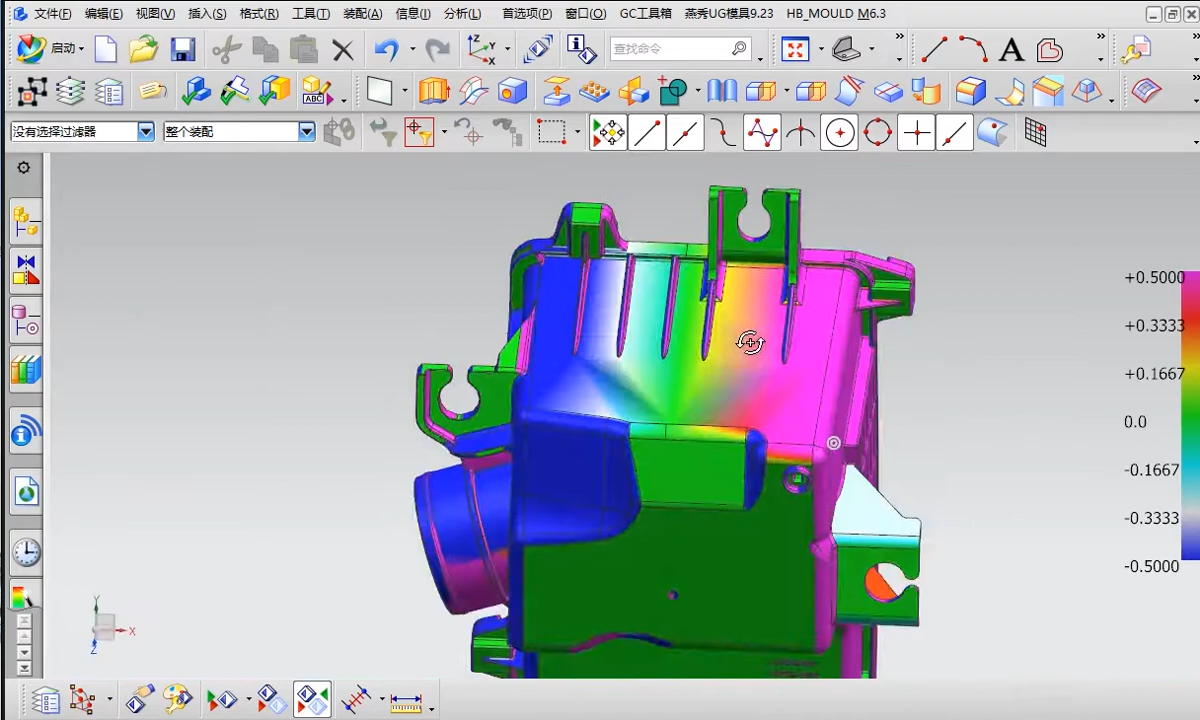 文件(F) 编辑(E) 视图(V) 插入(S) 格式(R) 工具(T) 装配(A) 信息(I) 分析(L) 首选项(P) 窗口(O) GC工具箱 燕秀UG模具9.23 HB_MOULD M6.3
启动 查找命令
ABC A
没有选择过滤器 整个装配
+0.5000
+0.3333
+0.1667
0.0
-0.1667
-0.3333
-0.5000
Y
X
Z